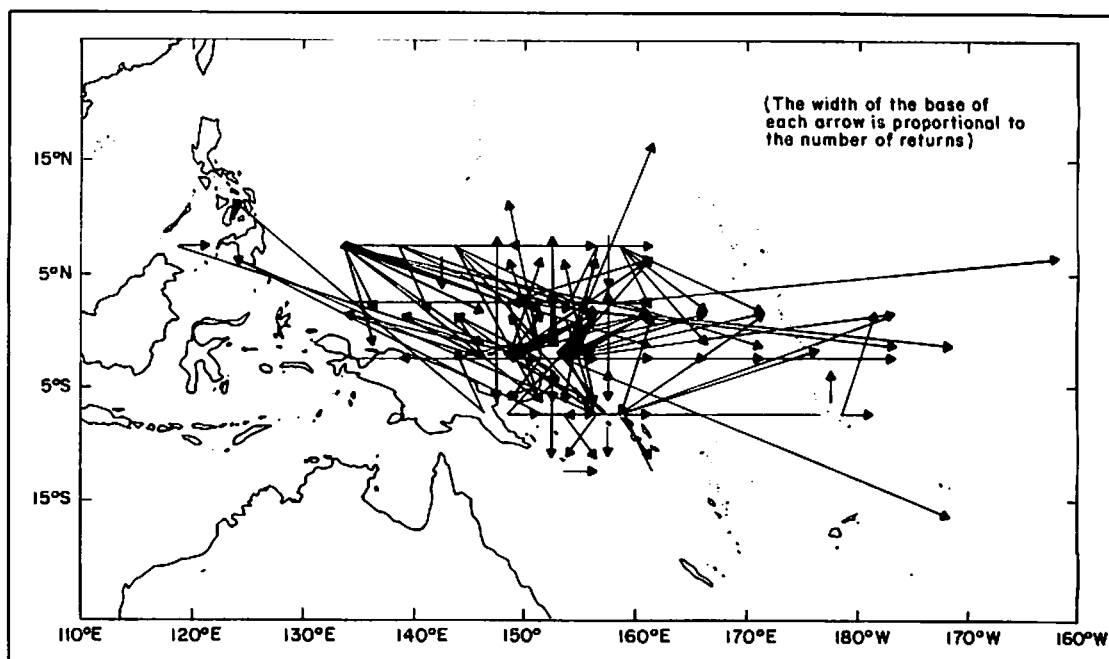 (The width of the base of
each arrow is proportional to
the number of returns)
15°N
5°N
5°S
15°S
110°E 120°E 130°E 140°E 150°E 160°E 170°E 180°W 170°W 160°W